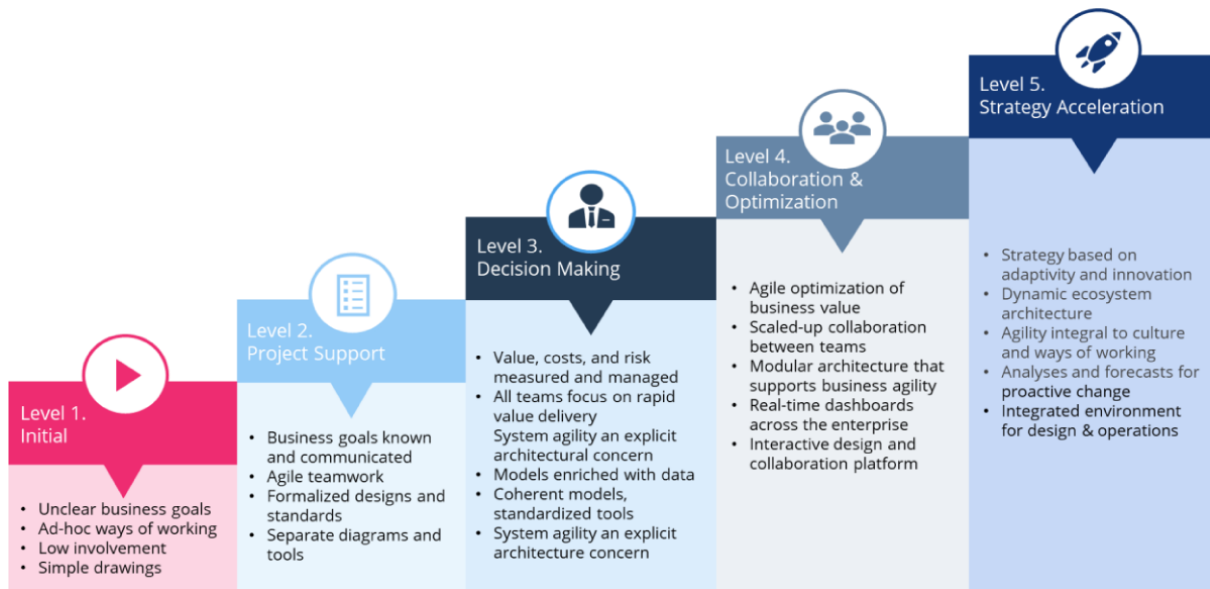 Level 1.
Initial
• Unclear business goals
• Ad-hoc ways of working
• Low involvement
• Simple drawings
Level 2.
Project Support
• Business goals known
and communicated
• Agile teamwork
• Formalized designs and
standards
• Separate diagrams and
tools
Level 3.
Decision Making
• Value, costs, and risk
measured and managed
• All teams focus on rapid
value delivery
System agility an explicit
architectural concern
• Models enriched with data
• Coherent models,
standardized tools
• System agility an explicit
architecture concern
Level 4.
Collaboration &
Optimization
• Agile optimization of
business value
• Scaled-up collaboration
between teams
• Modular architecture that
supports business agility
• Real-time dashboards
across the enterprise
• Interactive design and
collaboration platform
Level 5.
Strategy Acceleration
• Strategy based on
adaptivity and innovation
• Dynamic ecosystem
architecture
• Agility integral to culture
and ways of working
• Analyses and forecasts for
proactive change
• Integrated environment
for design & operations